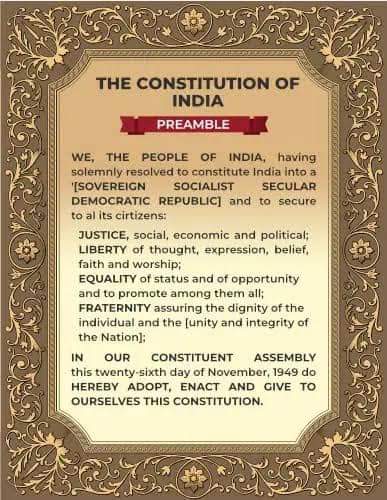 THE CONSTITUTION OF
INDIA
PREAMBLE
WE, THE PEOPLE OF INDIA, having
solemnly resolved to constitute India into a
'[SOVEREIGN SOCIALIST SECULAR
DEMOCRATIC REPUBLIC] and to secure
to al its cirtizens:
JUSTICE, social, economic and political;
LIBERTY of thought, expression, belief,
faith and worship;
EQUALITY of status and of opportunity
and to promote among them all;
FRATERNITY assuring the dignity of the
individual and the [unity and integrity of
the Nation];
IN OUR CONSTITUENT ASSEMBLY
this twenty-sixth day of November, 1949 do
HEREBY ADOPT, ENACT AND GIVE TO
OURSELVES THIS CONSTITUTION.